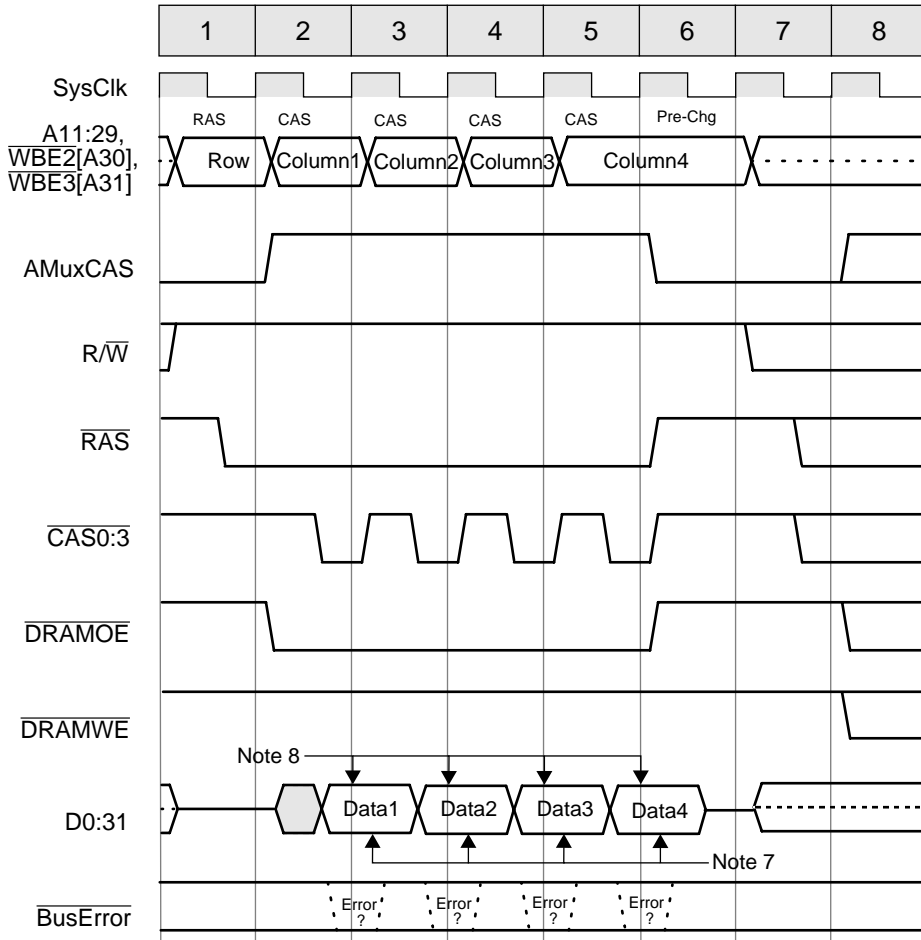 1 2 3 4 5 6 7 8
SysClk
RAS CAS CAS CAS CAS Pre-Chg
A11:29,
WBE2[A30],
WBE3[A31]
Row Column1 Column2 Column3 Column4
AMuxCAS
R/W
RAS
CAS0:3
DRAMOE
DRAMWE
Note 8
D0:31
Data1 Data2 Data3 Data4
Note 7
BusError
Error ? Error ? Error ? Error ?